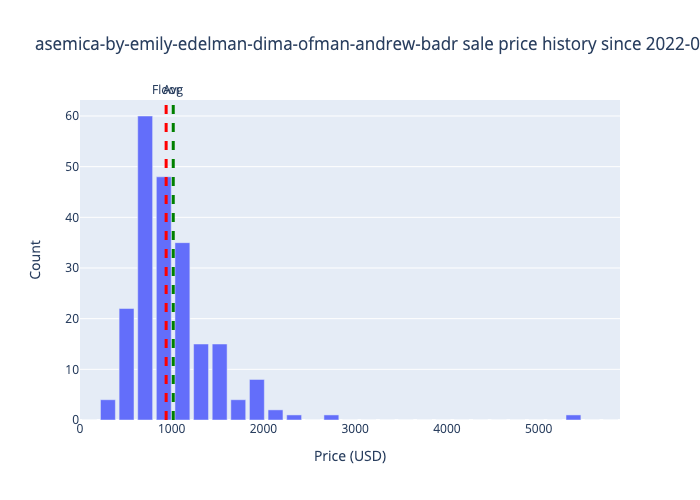 asemica-by-emily-edelman-dima-ofman-andrew-badr sale price history since 2022-0
Floor Avg
60
50
40
30
20
10
0
Count
0 1000 2000 3000 4000 5000
Price (USD)